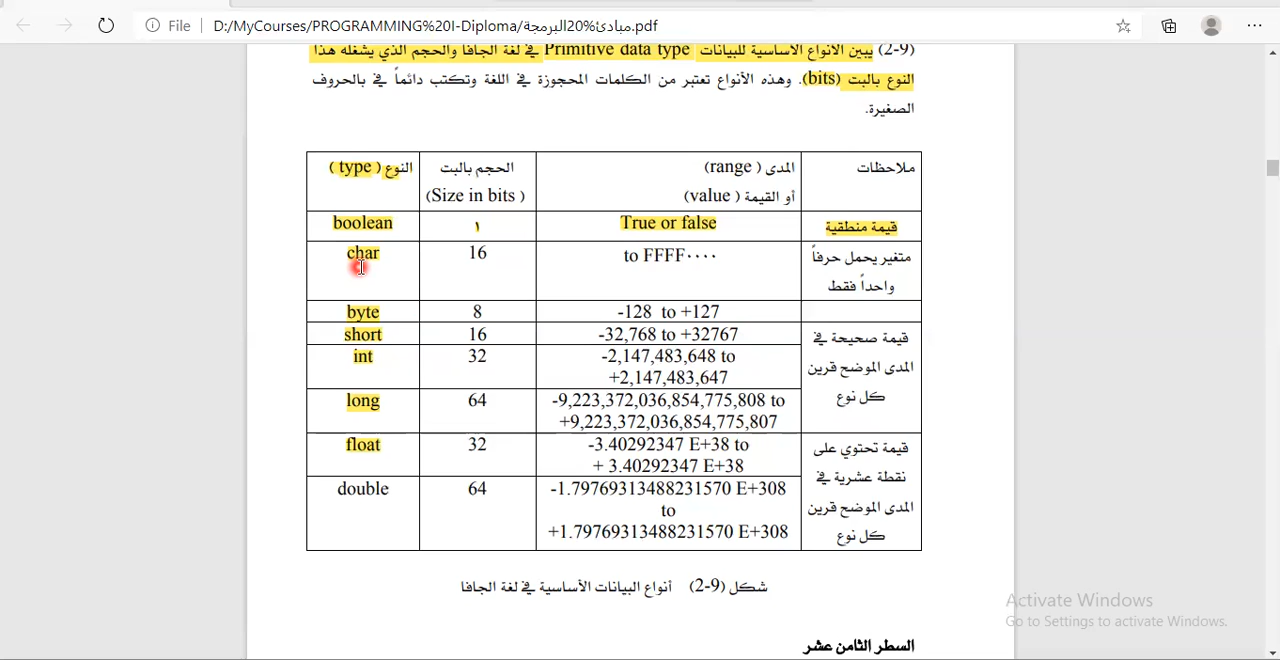 File
D:/MyCourses/PROGRAMMING%20I-Diploma/مبادئ%20البرمجة.pdf
(2-9) يبين الأنواع الأساسية للبيانات Primitive data type في لغة الجافا والحجم الذي يشغله هذا
النوع بالبت (bits). وهذه الأنواع تعتبر من الكلمات المحجوزة في اللغة وتكتب دائماً في بالحروف
الصغيرة.
النوع ( type ) الحجم بالبت المدى ( range) ملاحظات
(Size in bits ) أو القيمة ( value)
boolean ١ True or false قيمة منطقية
char 16 to FFFF٠٠٠٠ متغير يحمل حرفاً
واحداً فقط
byte 8 -128 to +127
short 16 -32,768 to +32767 قيمة صحيحة في
int 32 -2,147,483,648 to المدى الموضح قرين
+2,147,483,647
long 64 -9,223,372,036,854,775,808 to كل نوع
+9,223,372,036,854,775,807
float 32 -3.40292347 E+38 to قيمة تحتوي على
+ 3.40292347 E+38 نقطة عشرية في
double 64 -1.79769313488231570 E+308
to المدى الموضح قرين
+1.79769313488231570 E+308 كل نوع
شكل (2-9) أنواع البيانات الأساسية في لغة الجافا
Activate Windows
Go to Settings to activate Windows.
السطر الثامن عشر